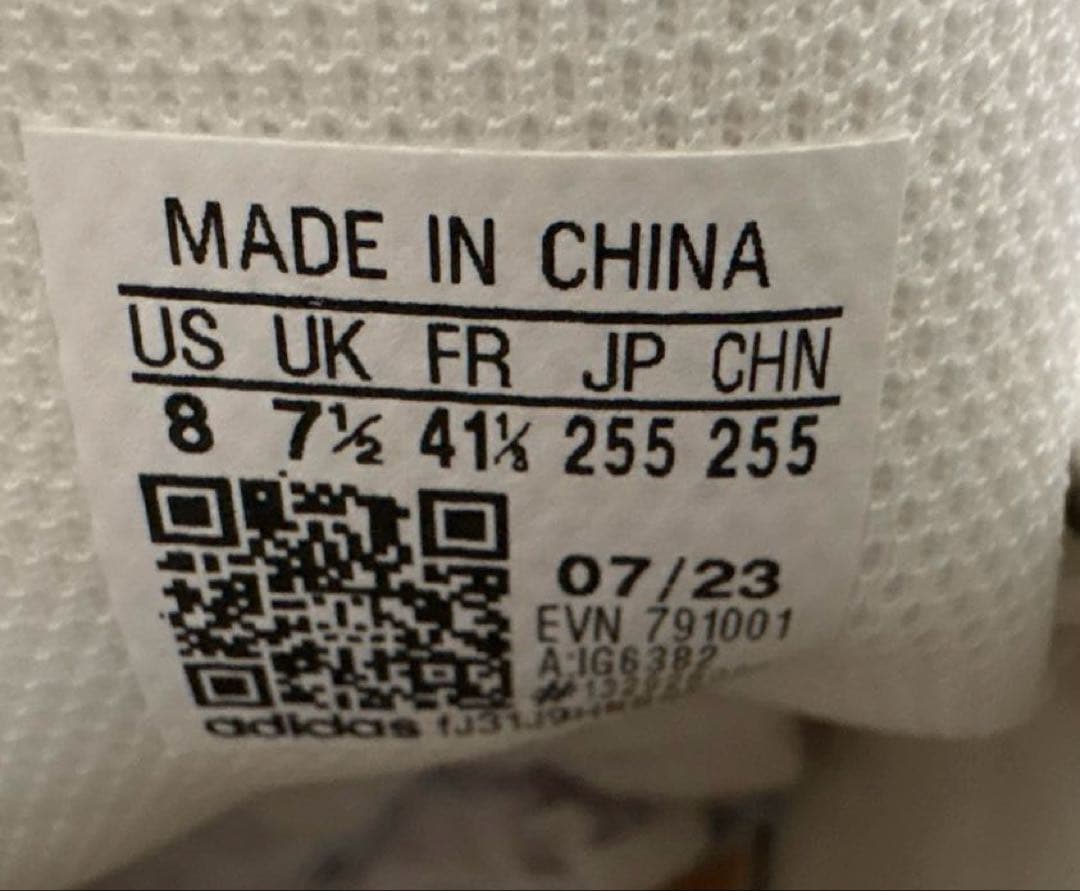 MADE IN CHINA
US UK FR JP CHN
8 7½ 41⅓ 255 255
07/23
EVN 791001
A:IG6382
adidas